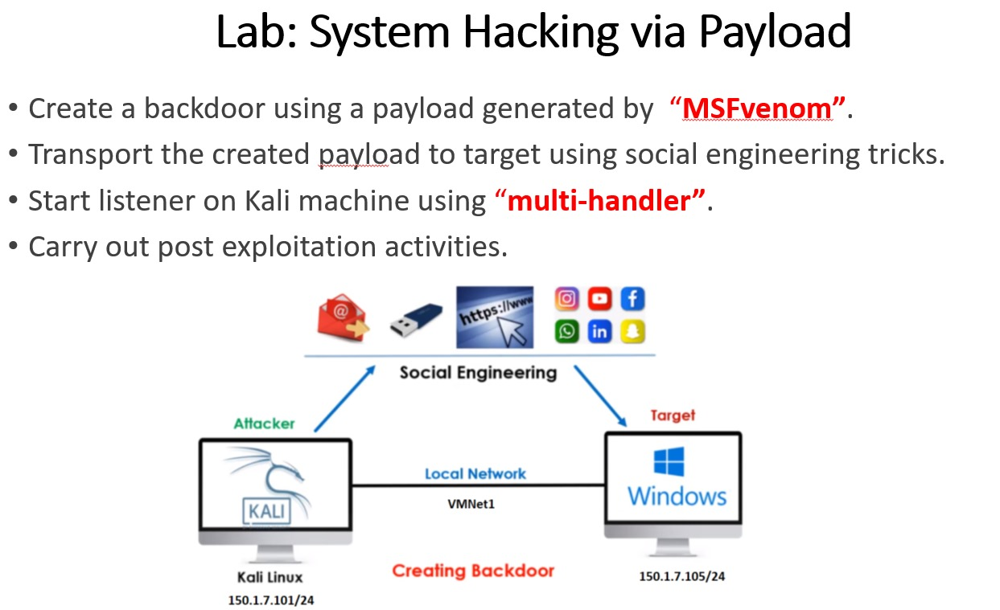 Lab: System Hacking via Payload
• Create a backdoor using a payload generated by “MSFvenom”.
• Transport the created payload to target using social engineering tricks.
• Start listener on Kali machine using “multi-handler”.
• Carry out post exploitation activities.
@
https://www
in
Social Engineering
Attacker
Target
Local Network
VMNet1
KALI
Windows
Creating Backdoor
Kali Linux
150.1.7.101/24
150.1.7.105/24